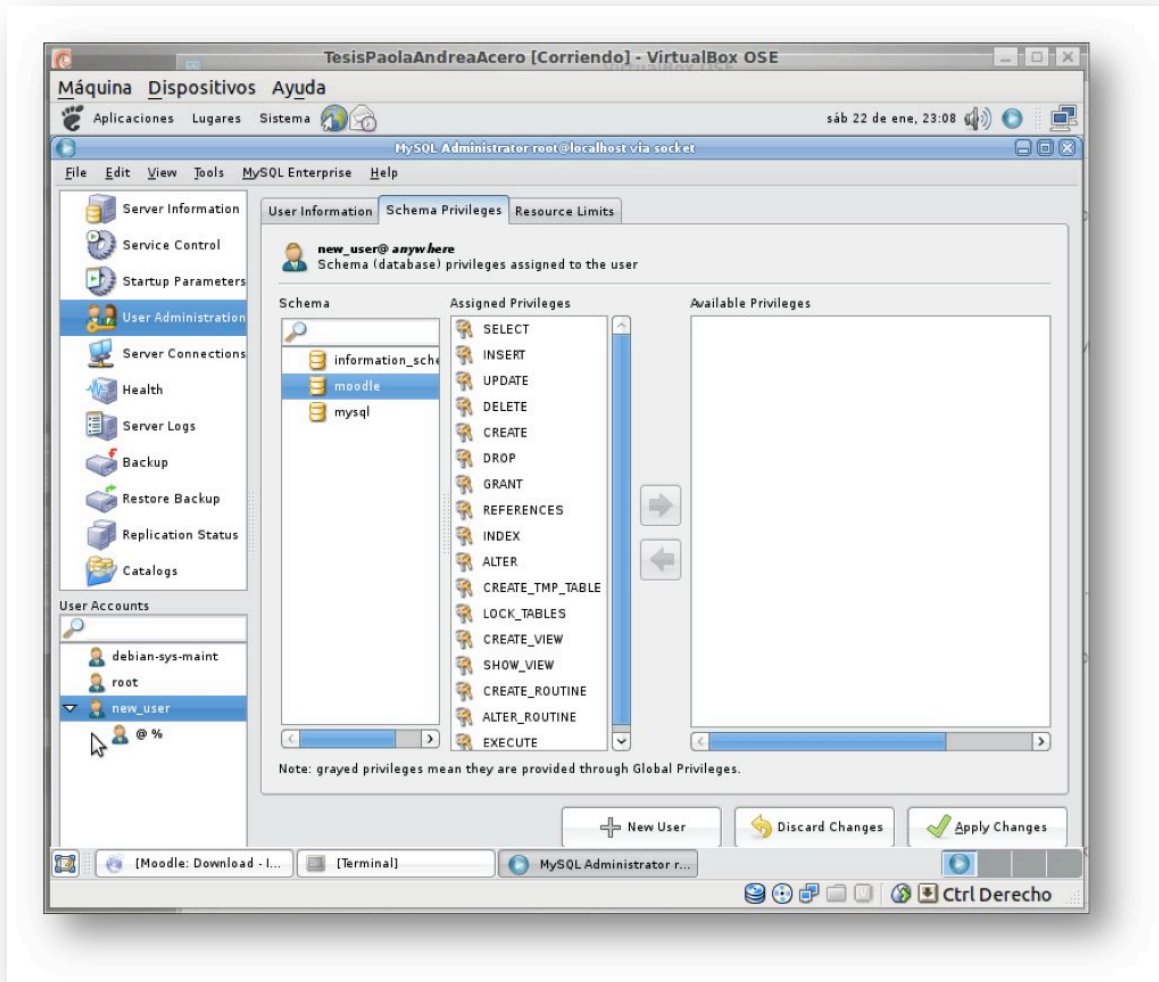 TesisPaolaAndreaAcero [Corriendo] - VirtualBox OSE
Máquina Dispositivos Ayuda
Aplicaciones Lugares Sistema sáb 22 de ene, 23:08
MySQL Administrator root@localhost via socket
File Edit View Tools MySQL Enterprise Help
Server Information
Service Control
Startup Parameters
User Administration
Server Connections
Health
Server Logs
Backup
Restore Backup
Replication Status
Catalogs
User Accounts
debian-sys-maint
root
new_user
@ %
User Information Schema Privileges Resource Limits
new_user@ anywhere
Schema (database) privileges assigned to the user
Schema
information_sche
moodle
mysql
Assigned Privileges
SELECT
INSERT
UPDATE
DELETE
CREATE
DROP
GRANT
REFERENCES
INDEX
ALTER
CREATE_TMP_TABLE
LOCK_TABLES
CREATE_VIEW
SHOW_VIEW
CREATE_ROUTINE
ALTER_ROUTINE
EXECUTE
Available Privileges
Note: grayed privileges mean they are provided through Global Privileges.
New User Discard Changes Apply Changes
[Moodle: Download - I... [Terminal] MySQL Administrator r...
Ctrl Derecho